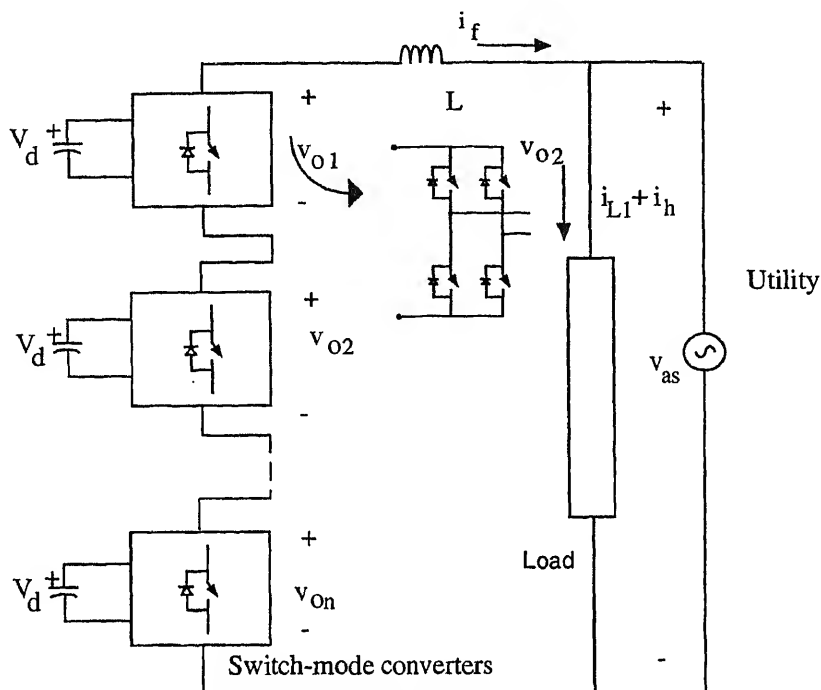 i_f
L
V_d
+
+
v_o1
-
v_o2
i_L1 + i_h
+
Utility
V_d
+
+
v_o2
-
v_as
V_d
+
+
v_on
-
Load
-
Switch-mode converters